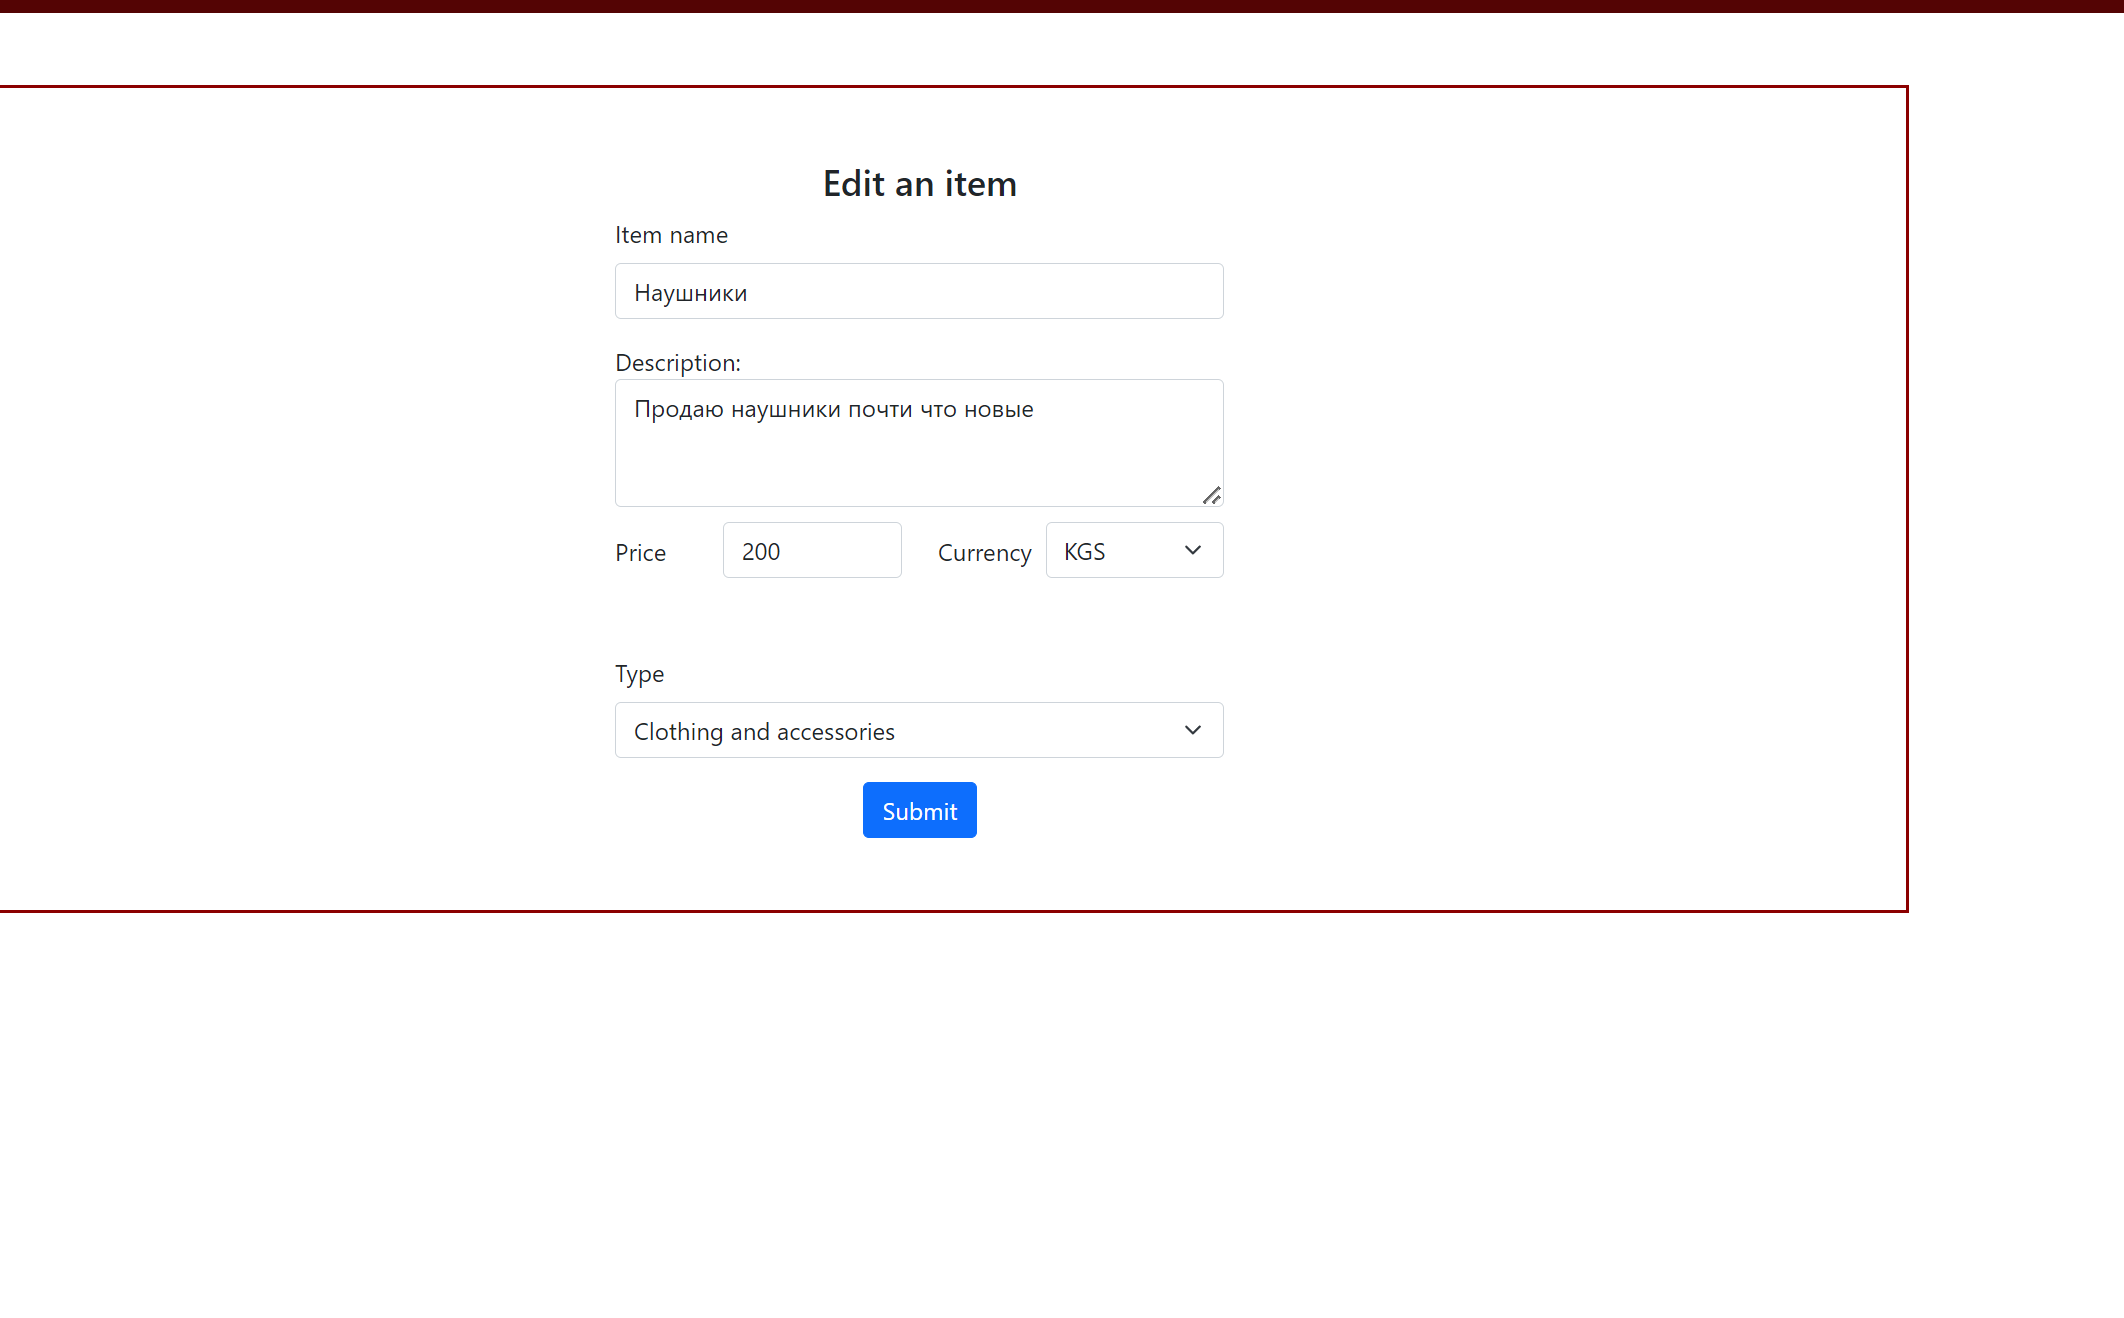 Edit an item
Item name
Наушники
Description:
Продаю наушники почти что новые
Price 200 Currency KGS
Type
Clothing and accessories
Submit